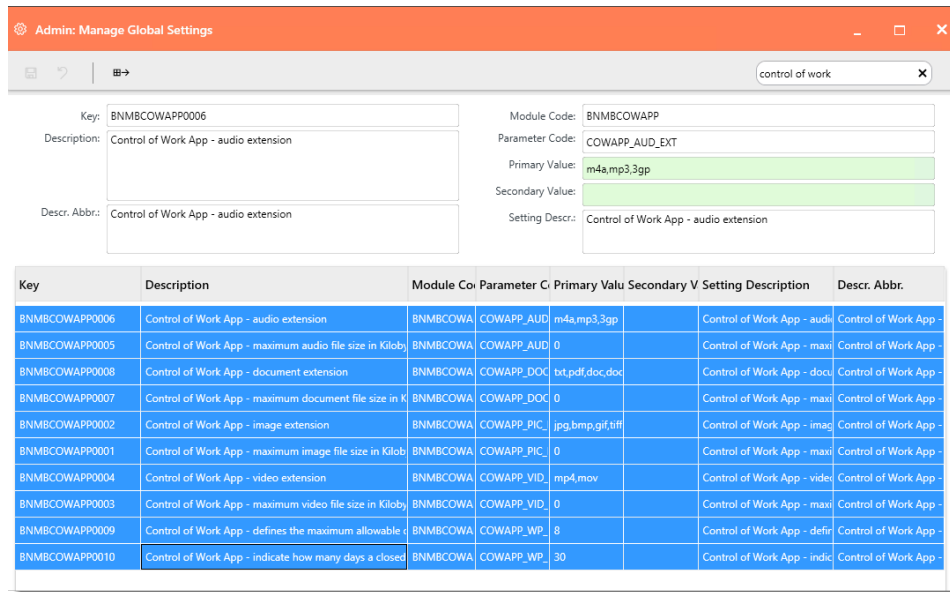 Admin: Manage Global Settings
control of work
Key: BNMBCOWAPP0006
Module Code: BNMBCOWAPP
Description: Control of Work App - audio extension
Parameter Code: COWAPP_AUD_EXT
Primary Value: m4a,mp3,3gp
Secondary Value:
Descr. Abbr.: Control of Work App - audio extension
Setting Descr.: Control of Work App - audio extension
Key Description Module Co Parameter C Primary Valu Secondary V Setting Description Descr. Abbr.
BNMBCOWAPP0006 Control of Work App - audio extension BNMBCOWA COWAPP_AUD m4a,mp3,3gp Control of Work App - audi Control of Work App -
BNMBCOWAPP0005 Control of Work App - maximum audio file size in Kiloby BNMBCOWA COWAPP_AUD 0 Control of Work App - maxi Control of Work App -
BNMBCOWAPP0008 Control of Work App - document extension BNMBCOWA COWAPP_DOC txt,pdf,doc,doc Control of Work App - docu Control of Work App -
BNMBCOWAPP0007 Control of Work App - maximum document file size in K BNMBCOWA COWAPP_DOC 0 Control of Work App - maxi Control of Work App -
BNMBCOWAPP0002 Control of Work App - image extension BNMBCOWA COWAPP_PIC_ jpg,bmp,gif,tiff Control of Work App - imag Control of Work App -
BNMBCOWAPP0001 Control of Work App - maximum image file size in Kilob BNMBCOWA COWAPP_PIC_ 0 Control of Work App - maxi Control of Work App -
BNMBCOWAPP0004 Control of Work App - video extension BNMBCOWA COWAPP_VID_ mp4,mov Control of Work App - video Control of Work App -
BNMBCOWAPP0003 Control of Work App - maximum video file size in Kiloby BNMBCOWA COWAPP_VID_ 0 Control of Work App - maxi Control of Work App -
BNMBCOWAPP0009 Control of Work App - defines the maximum allowable BNMBCOWA COWAPP_WP_ 8 Control of Work App - defin Control of Work App -
BNMBCOWAPP0010 Control of Work App - indicate how many days a closed BNMBCOWA COWAPP_WP_ 30 Control of Work App - indic Control of Work App -